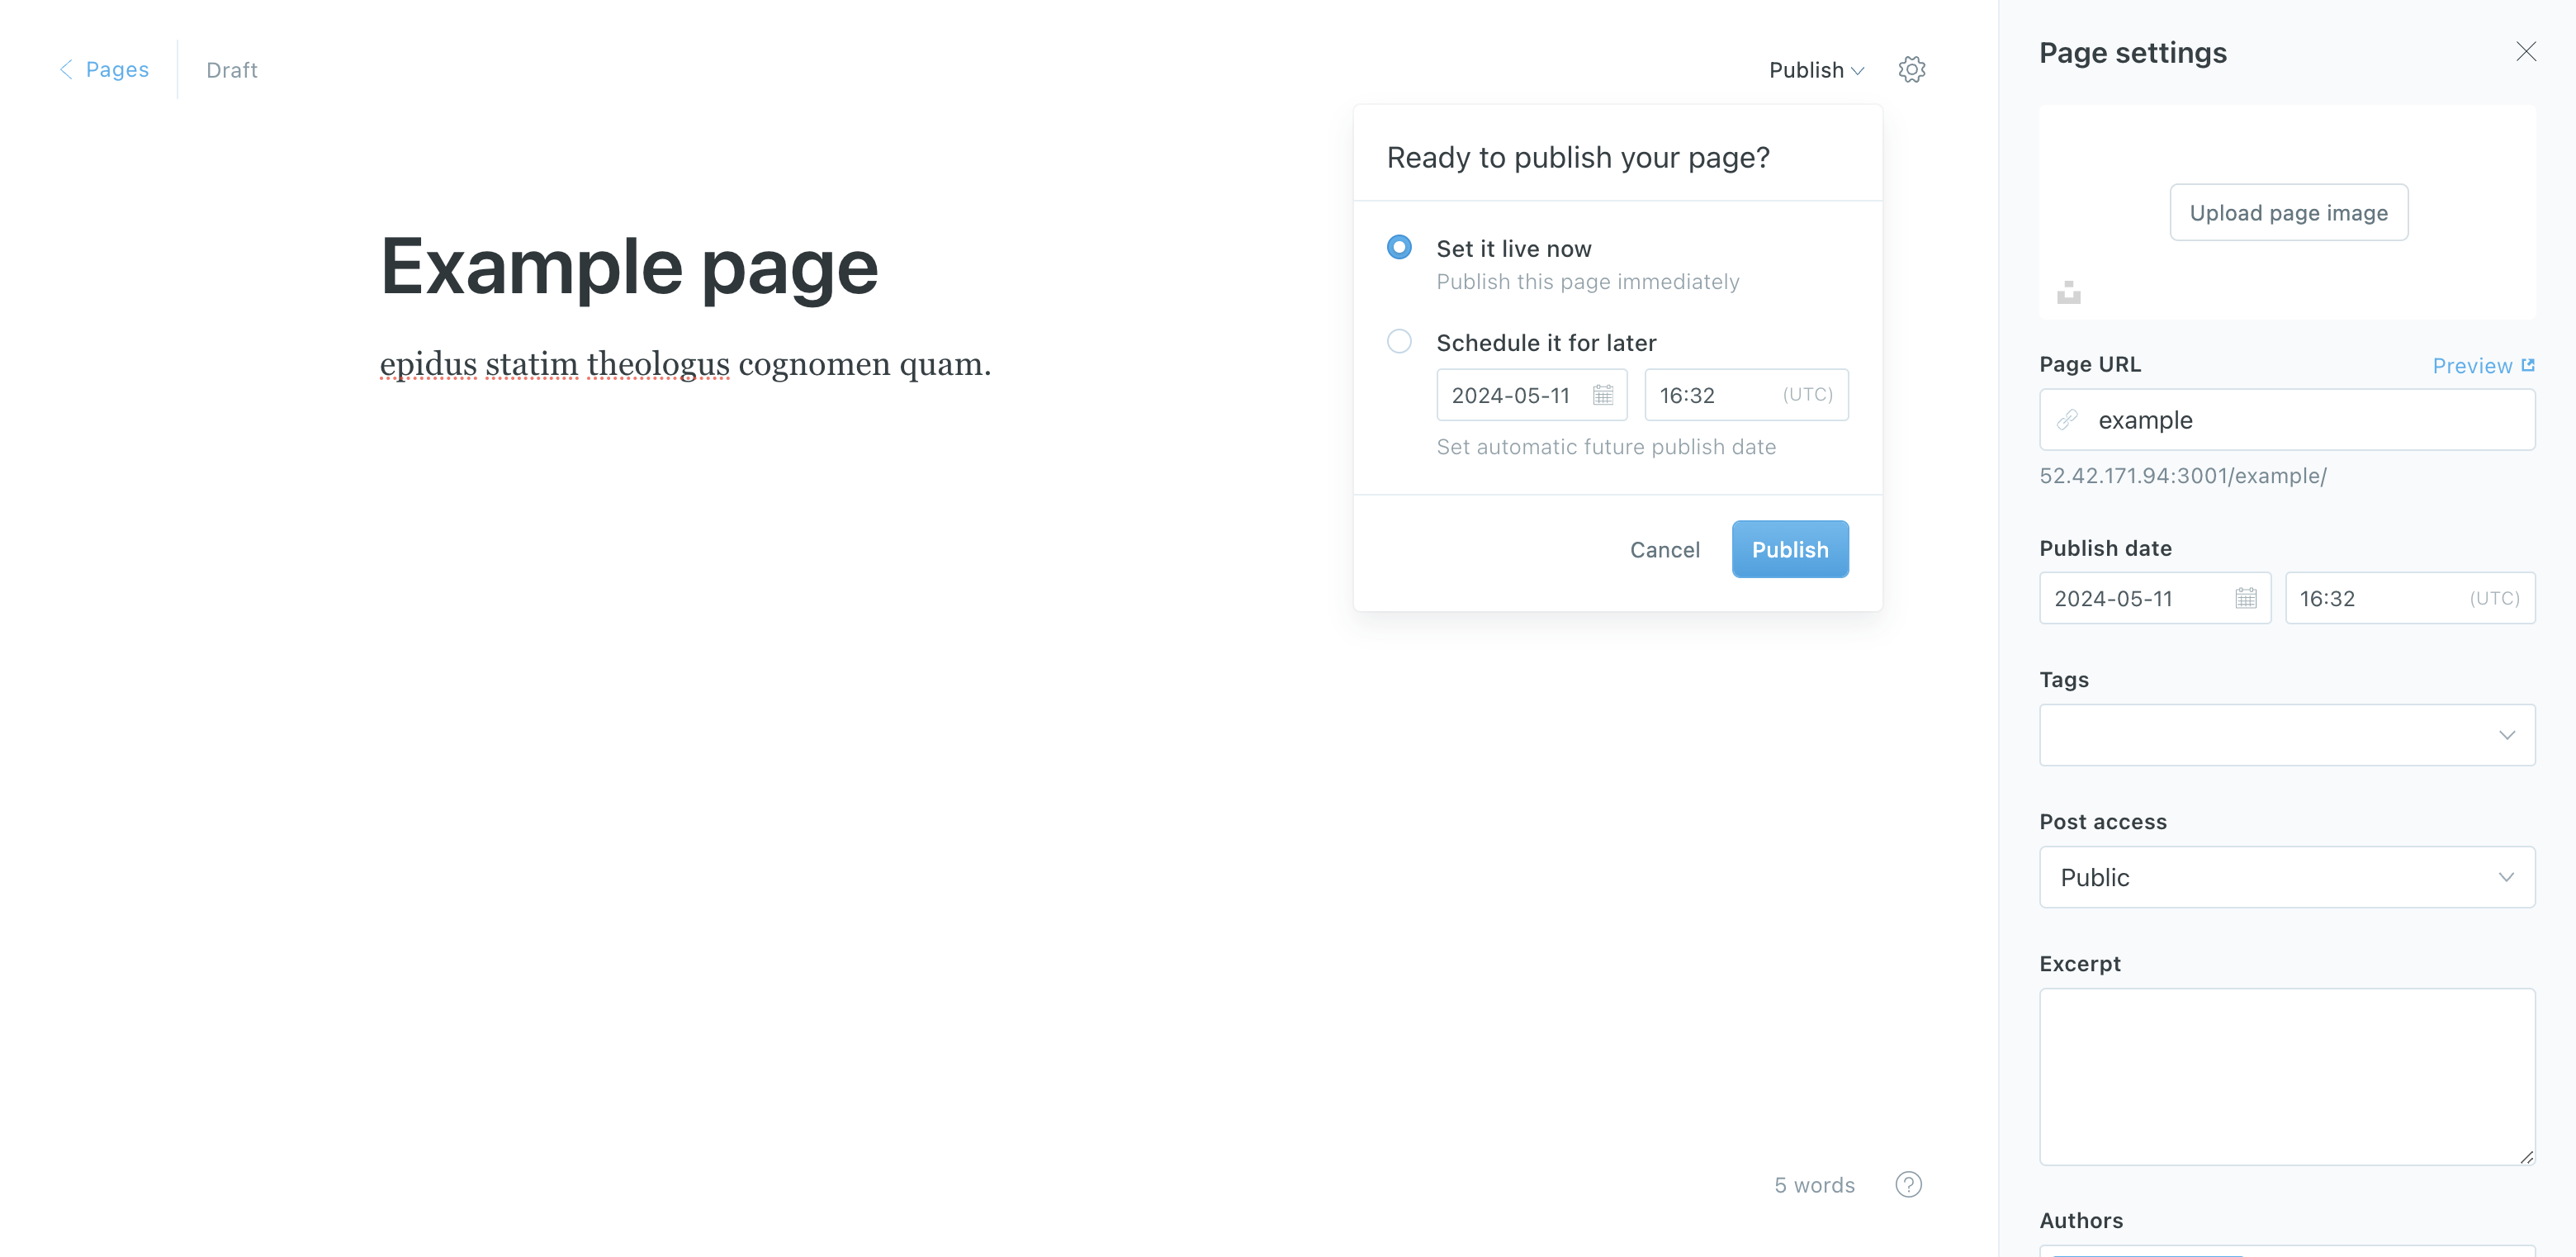 Pages
Draft
Publish
Ready to publish your page?
Set it live now
Publish this page immediately
Schedule it for later
2024-05-11
16:32
(UTC)
Set automatic future publish date
Cancel
Publish
Example page
epidus statim theologus cognomen quam.
5 words
?
Page settings
Upload page image
Page URL
Preview
example
52.42.171.94:3001/example/
Publish date
2024-05-11
16:32
(UTC)
Tags
Post access
Public
Excerpt
Authors